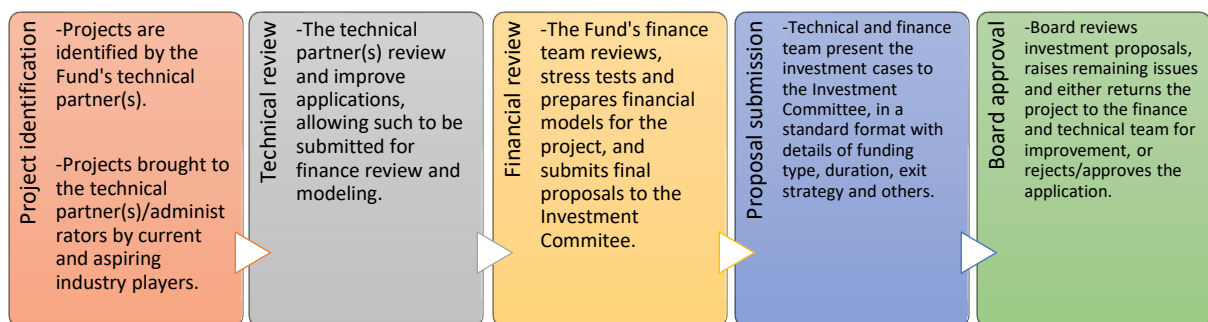 Project identification
-Projects are
identified by the
Fund's technical
partner(s).
-Projects brought to
the technical
partner(s)/administ
rators by current
and aspiring
industry players.
Technical review
-The technical
partner(s) review
and improve
applications,
allowing such to be
submitted for
finance review and
modeling.
Financial review
-The Fund's finance
team reviews,
stress tests and
prepares financial
models for the
project, and
submits final
proposals to the
Investment
Commitee.
Proposal submission
-Technical and finance
team present the
investment cases to
the Investment
Committee, in a
standard format with
details of funding
type, duration, exit
strategy and others.
Board approval
-Board reviews
investment proposals,
raises remaining issues
and either returns the
project to the finance
and technical team for
improvement, or
rejects/approves the
application.